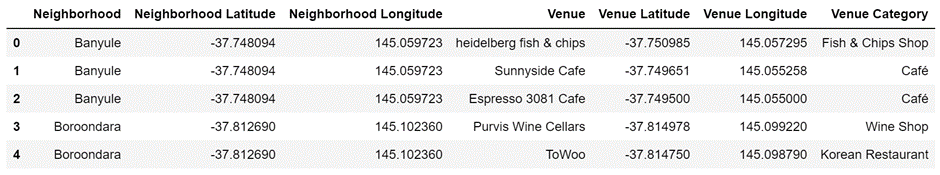 Neighborhood Neighborhood Latitude Neighborhood Longitude Venue Venue Latitude Venue Longitude Venue Category
0 Banyule -37.748094 145.059723 heidelberg fish & chips -37.750985 145.057295 Fish & Chips Shop
1 Banyule -37.748094 145.059723 Sunnyside Cafe -37.749651 145.055258 Café
2 Banyule -37.748094 145.059723 Espresso 3081 Cafe -37.749500 145.055000 Café
3 Boroondara -37.812690 145.102360 Purvis Wine Cellars -37.814978 145.099220 Wine Shop
4 Boroondara -37.812690 145.102360 ToWoo -37.814750 145.098790 Korean Restaurant